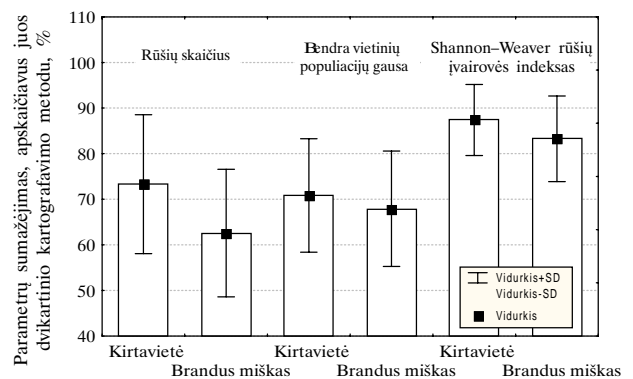 Parametrų sumažėjimas, apskaičiavus juos
dvikartinio kartografavimo metodu, %
110
100
90
80
70
60
50
40
Rūšių skaičius
Bendra vietinių
populiacijų gausa
Shannon–Weaver rūšių
įvairovės indeksas
Vidurkis+SD
Vidurkis-SD
Vidurkis
Kirtavietė
Brandus miškas
Kirtavietė
Brandus miškas
Kirtavietė
Brandus miškas